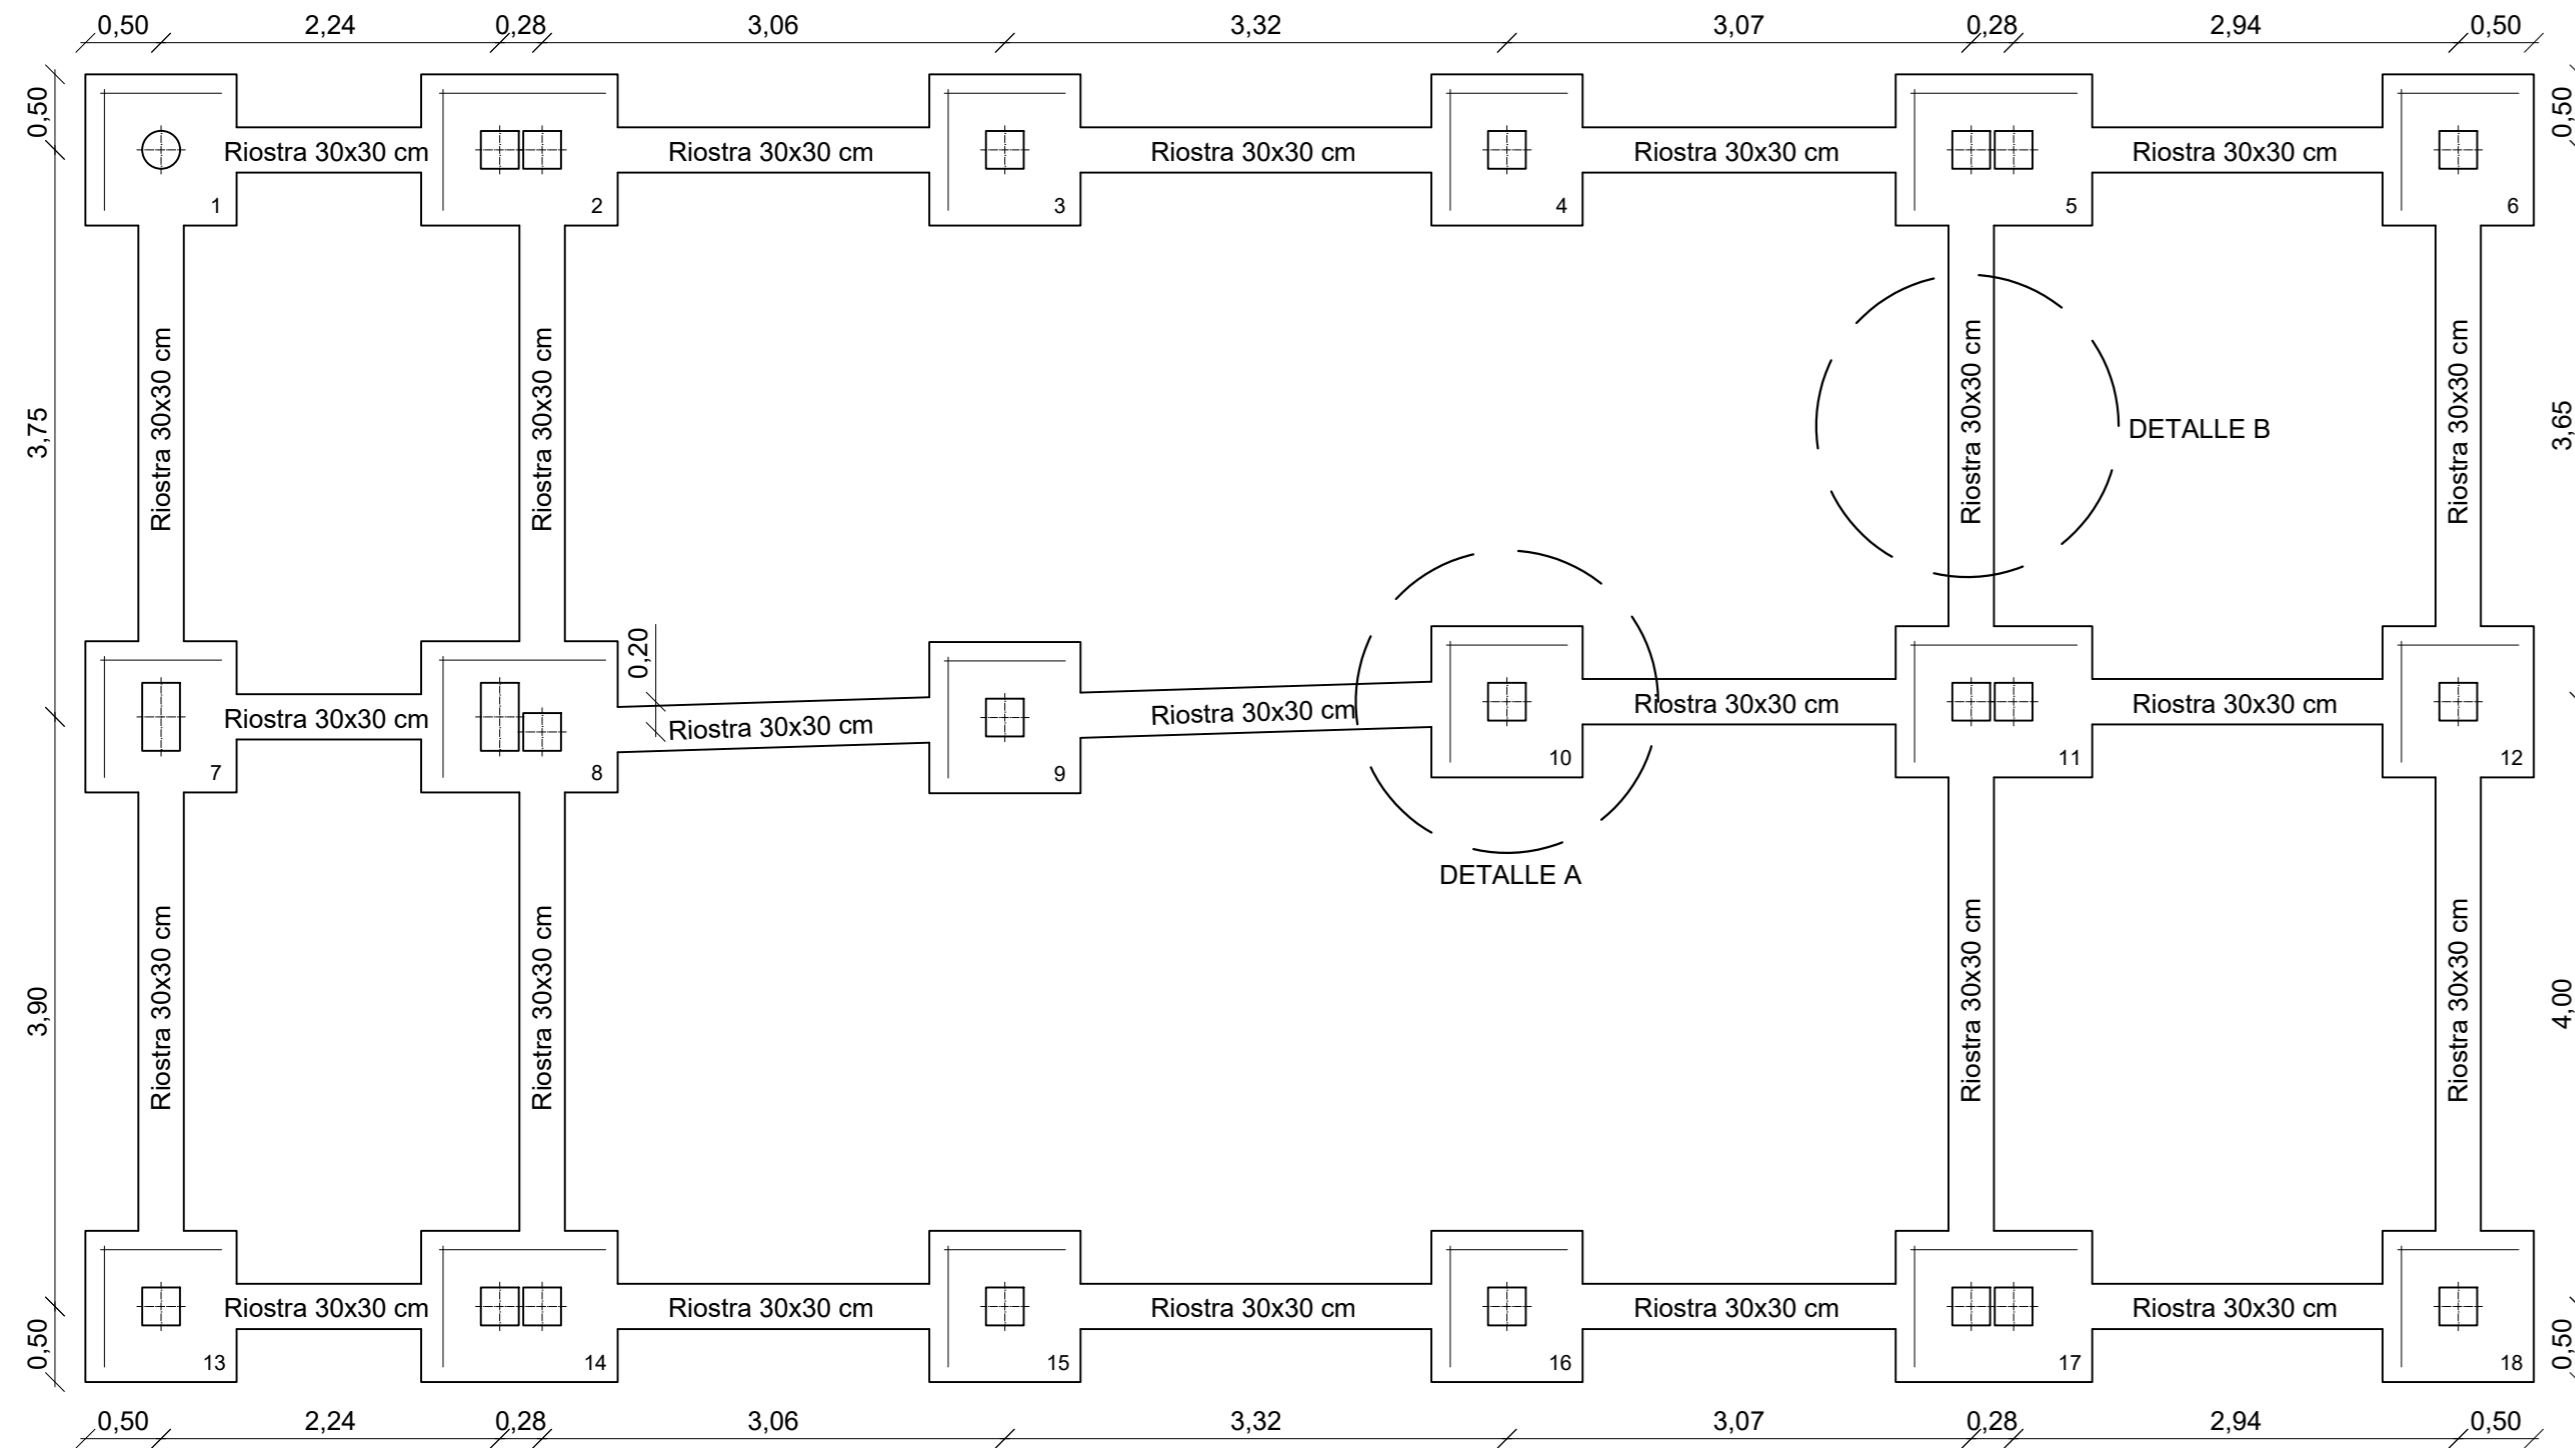 0,50 2,24 0,28 3,06 3,32 3,07 0,28 2,94 0,50
0,50 0,50
Riostra 30x30 cm Riostra 30x30 cm Riostra 30x30 cm Riostra 30x30 cm Riostra 30x30 cm
1 2 3 4 5 6
3,75 Riostra 30x30 cm Riostra 30x30 cm Riostra 30x30 cm Riostra 30x30 cm 3,65
DETALLE B
0,20
Riostra 30x30 cm Riostra 30x30 cm Riostra 30x30 cm Riostra 30x30 cm Riostra 30x30 cm
7 8 9 10 11 12
DETALLE A
3,90 Riostra 30x30 cm Riostra 30x30 cm Riostra 30x30 cm Riostra 30x30 cm 4,00
Riostra 30x30 cm Riostra 30x30 cm Riostra 30x30 cm Riostra 30x30 cm Riostra 30x30 cm
0,50 0,50
13 14 15 16 17 18
0,50 2,24 0,28 3,06 3,32 3,07 0,28 2,94 0,50